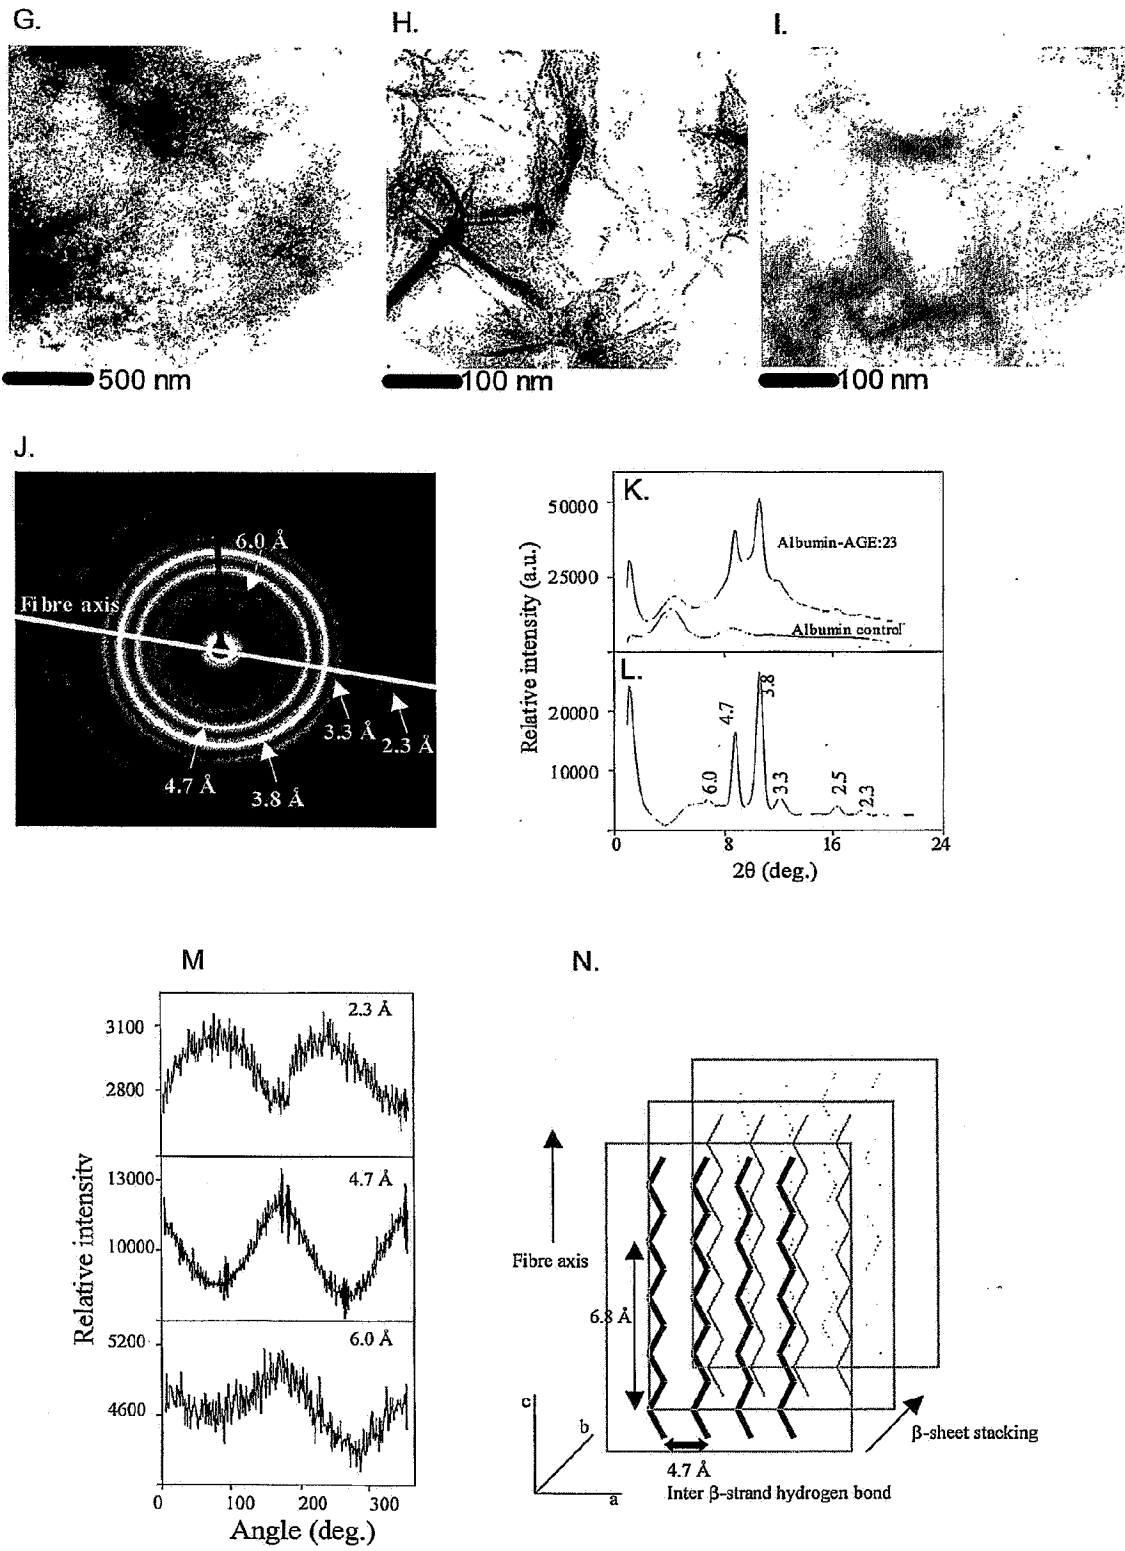 G.
H.
I.
500 nm
100 nm
100 nm
J.
6.0 Å
Fibre axis
3.3 Å
2.3 Å
4.7 Å
3.8 Å
K.
50000
25000
Albumin-AGE:23
Albumin control
Relative intensity (a.u.)
L.
20000
10000
6.0
4.7
3.8
3.3
2.5
2.3
0
8
16
24
2θ (deg.)
M
2.3 Å
3100
2800
4.7 Å
13000
10000
6.0 Å
5200
4600
Relative intensity
0
100
200
300
Angle (deg.)
N.
Fibre axis
6.8 Å
c
b
a
β-sheet stacking
4.7 Å
Inter β-strand hydrogen bond